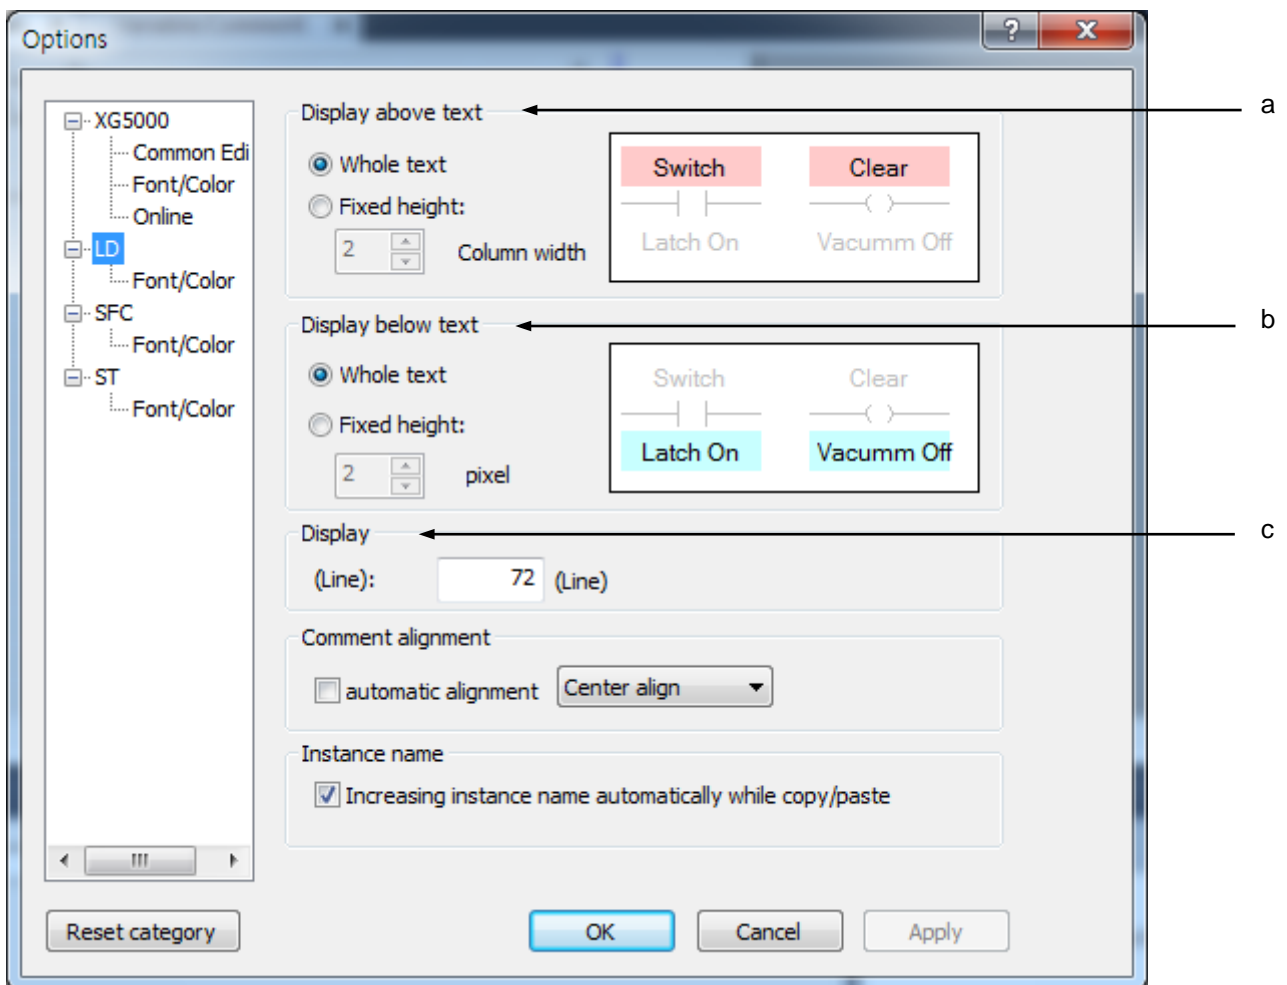 Options
?
X
XG5000
Common Edi
Font/Color
Online
LD
Font/Color
SFC
Font/Color
ST
Font/Color
Display above text
a
Whole text
Fixed height:
2 Column width
Switch Clear
Latch On Vacumm Off
Display below text
b
Whole text
Fixed height:
2 pixel
Switch Clear
Latch On Vacumm Off
Display
c
(Line): 72 (Line)
Comment alignment
automatic alignment Center align
Instance name
Increasing instance name automatically while copy/paste
Reset category OK Cancel Apply